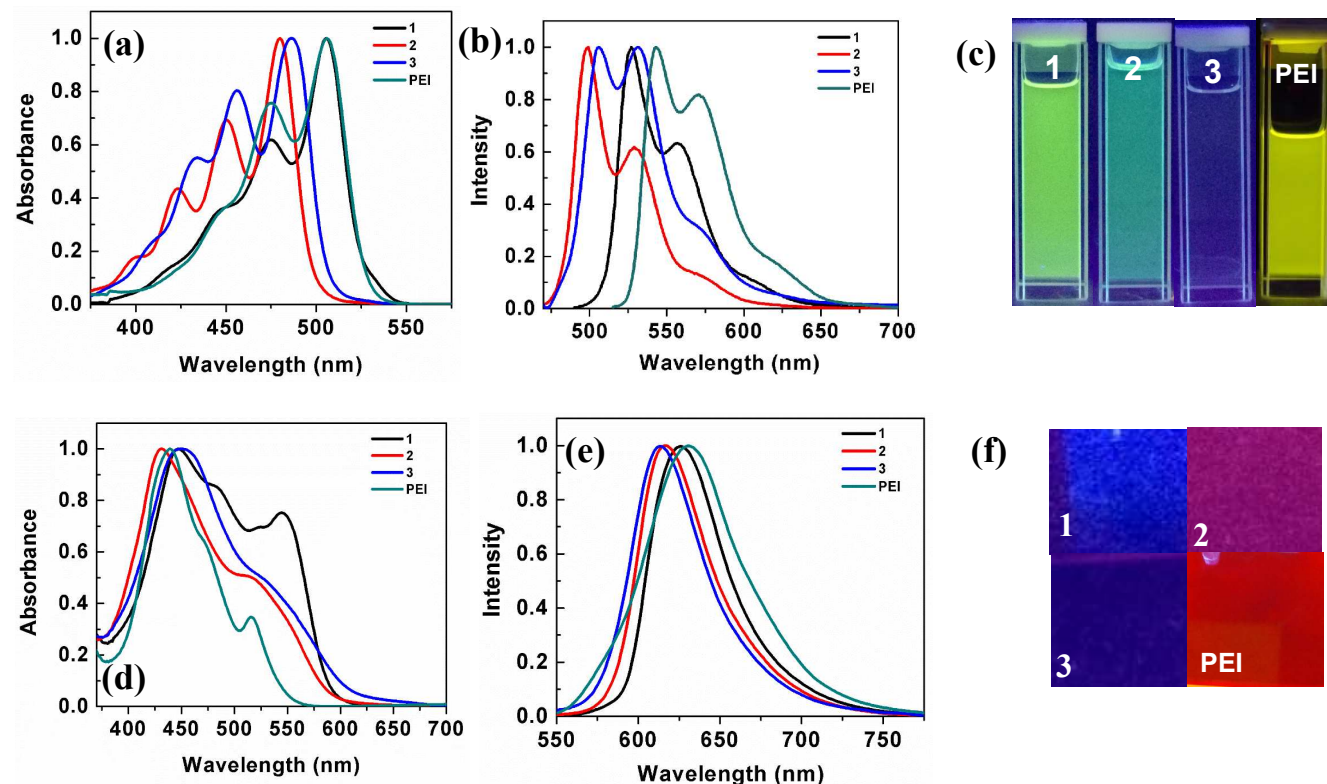 (a)
1
2
3
PEI
1.0
0.8
0.6
0.4
0.2
0.0
Absorbance
400 450 500 550
Wavelength (nm)
(b)
1
2
3
PEI
1.0
0.8
0.6
0.4
0.2
0.0
Intensity
500 550 600 650 700
Wavelength (nm)
(c)
1 2 3 PEI
(d)
1
2
3
PEI
1.0
0.8
0.6
0.4
0.2
0.0
Absorbance
400 450 500 550 600 650 700
Wavelength (nm)
(e)
1
2
3
PEI
1.0
0.8
0.6
0.4
0.2
0.0
Intensity
550 600 650 700 750
Wavelength (nm)
(f)
1 2
3 PEI